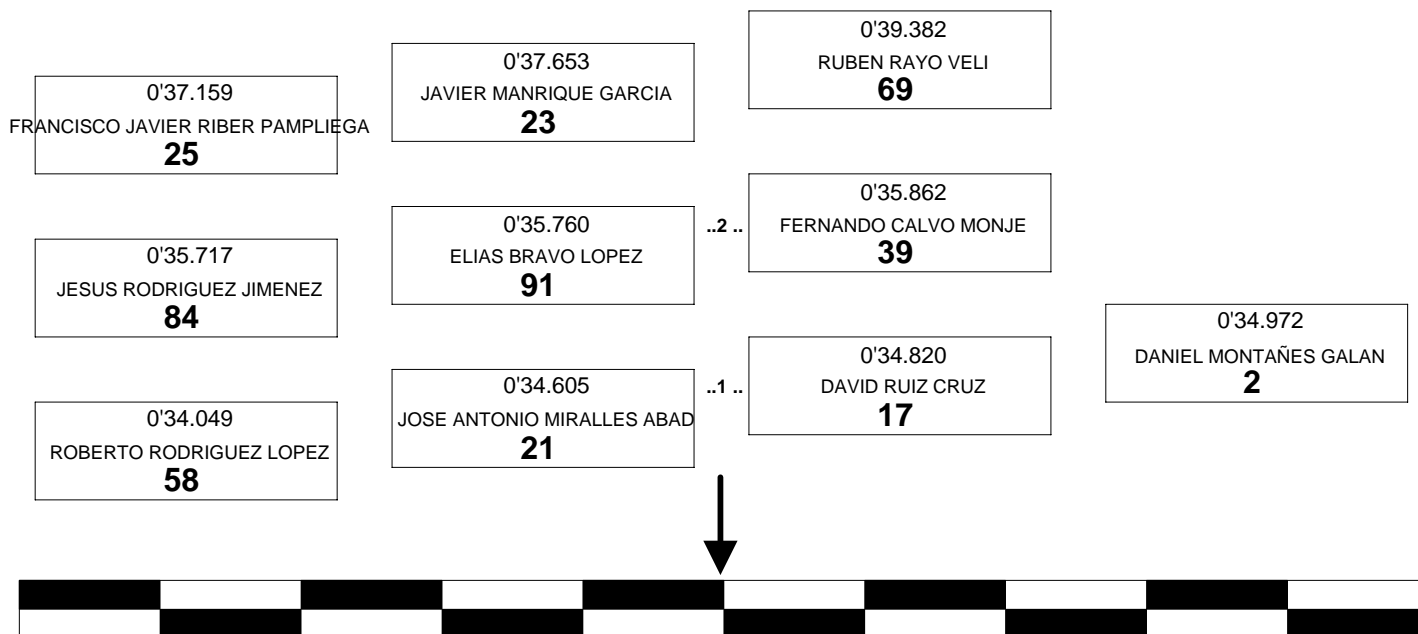 0'39.382
RUBEN RAYO VELI
69
0'37.653
JAVIER MANRIQUE GARCIA
23
0'37.159
FRANCISCO JAVIER RIBER PAMPLIEGA
25
0'35.862
FERNANDO CALVO MONJE
39
..2 ..
0'35.760
ELIAS BRAVO LOPEZ
91
0'35.717
JESUS RODRIGUEZ JIMENEZ
84
0'34.972
DANIEL MONTAÑES GALAN
2
0'34.820
DAVID RUIZ CRUZ
17
..1 ..
0'34.605
JOSE ANTONIO MIRALLES ABAD
21
0'34.049
ROBERTO RODRIGUEZ LOPEZ
58